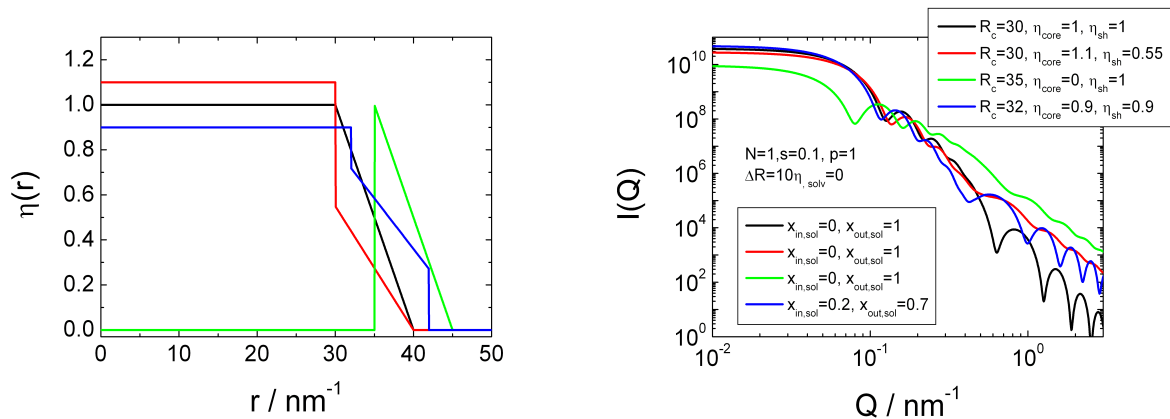 η(r)
1.2
1.0
0.8
0.6
0.4
0.2
0.0
0 10 20 30 40 50
r / nm⁻¹
I(Q)
10¹⁰
10⁸
10⁶
10⁴
10²
10⁰
R_c=30, η_core=1, η_sh=1
R_c=30, η_core=1.1, η_sh=0.55
R_c=35, η_core=0, η_sh=1
R_c=32, η_core=0.9, η_sh=0.9
N=1,s=0.1, p=1
ΔR=10η, solv=0
x_in,sol=0, x_out,sol=1
x_in,sol=0, x_out,sol=1
x_in,sol=0, x_out,sol=1
x_in,sol=0.2, x_out,sol=0.7
10⁻² 10⁻¹ 10⁰
Q / nm⁻¹